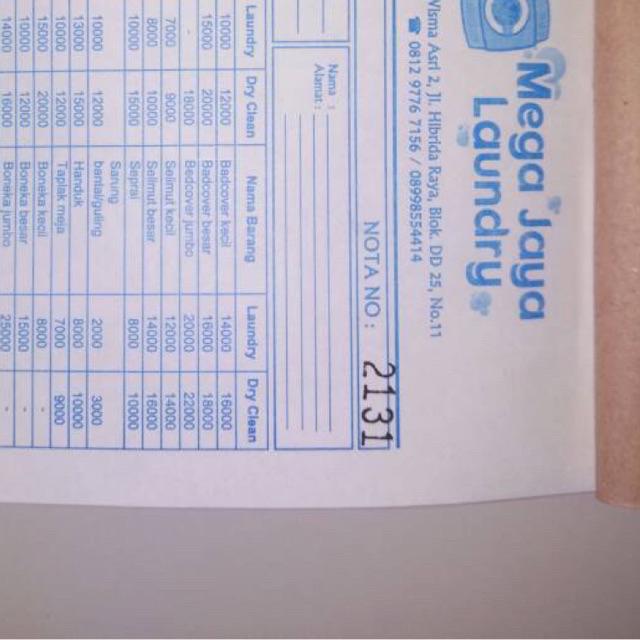 Mega Jaya
Laundry
Wisma Asri 2, Jl. Hibrida Raya, Blok. DD 25, No.11
☎ 0812 9776 7156 / 08998554414
NOTA NO : 2131
Nama :
Alamat :
Laundry Dry Clean Nama Barang Laundry Dry Clean
10000 12000 Badcover kecil 14000 16000
15000 20000 Badcover besar 16000 18000
- 18000 Bedcover jumbo 20000 22000
7000 9000 Selimut kecil 12000 14000
8000 10000 Selimut besar 14000 16000
10000 15000 Seprai 8000 10000
Sarung
10000 12000 bantal/guling 2000 3000
13000 15000 Handuk 8000 10000
10000 12000 Taplak meja 7000 9000
15000 20000 Boneka kecil 8000 -
10000 12000 Boneka besar 15000 -
14000 16000 Boneka jumbo 25000 -